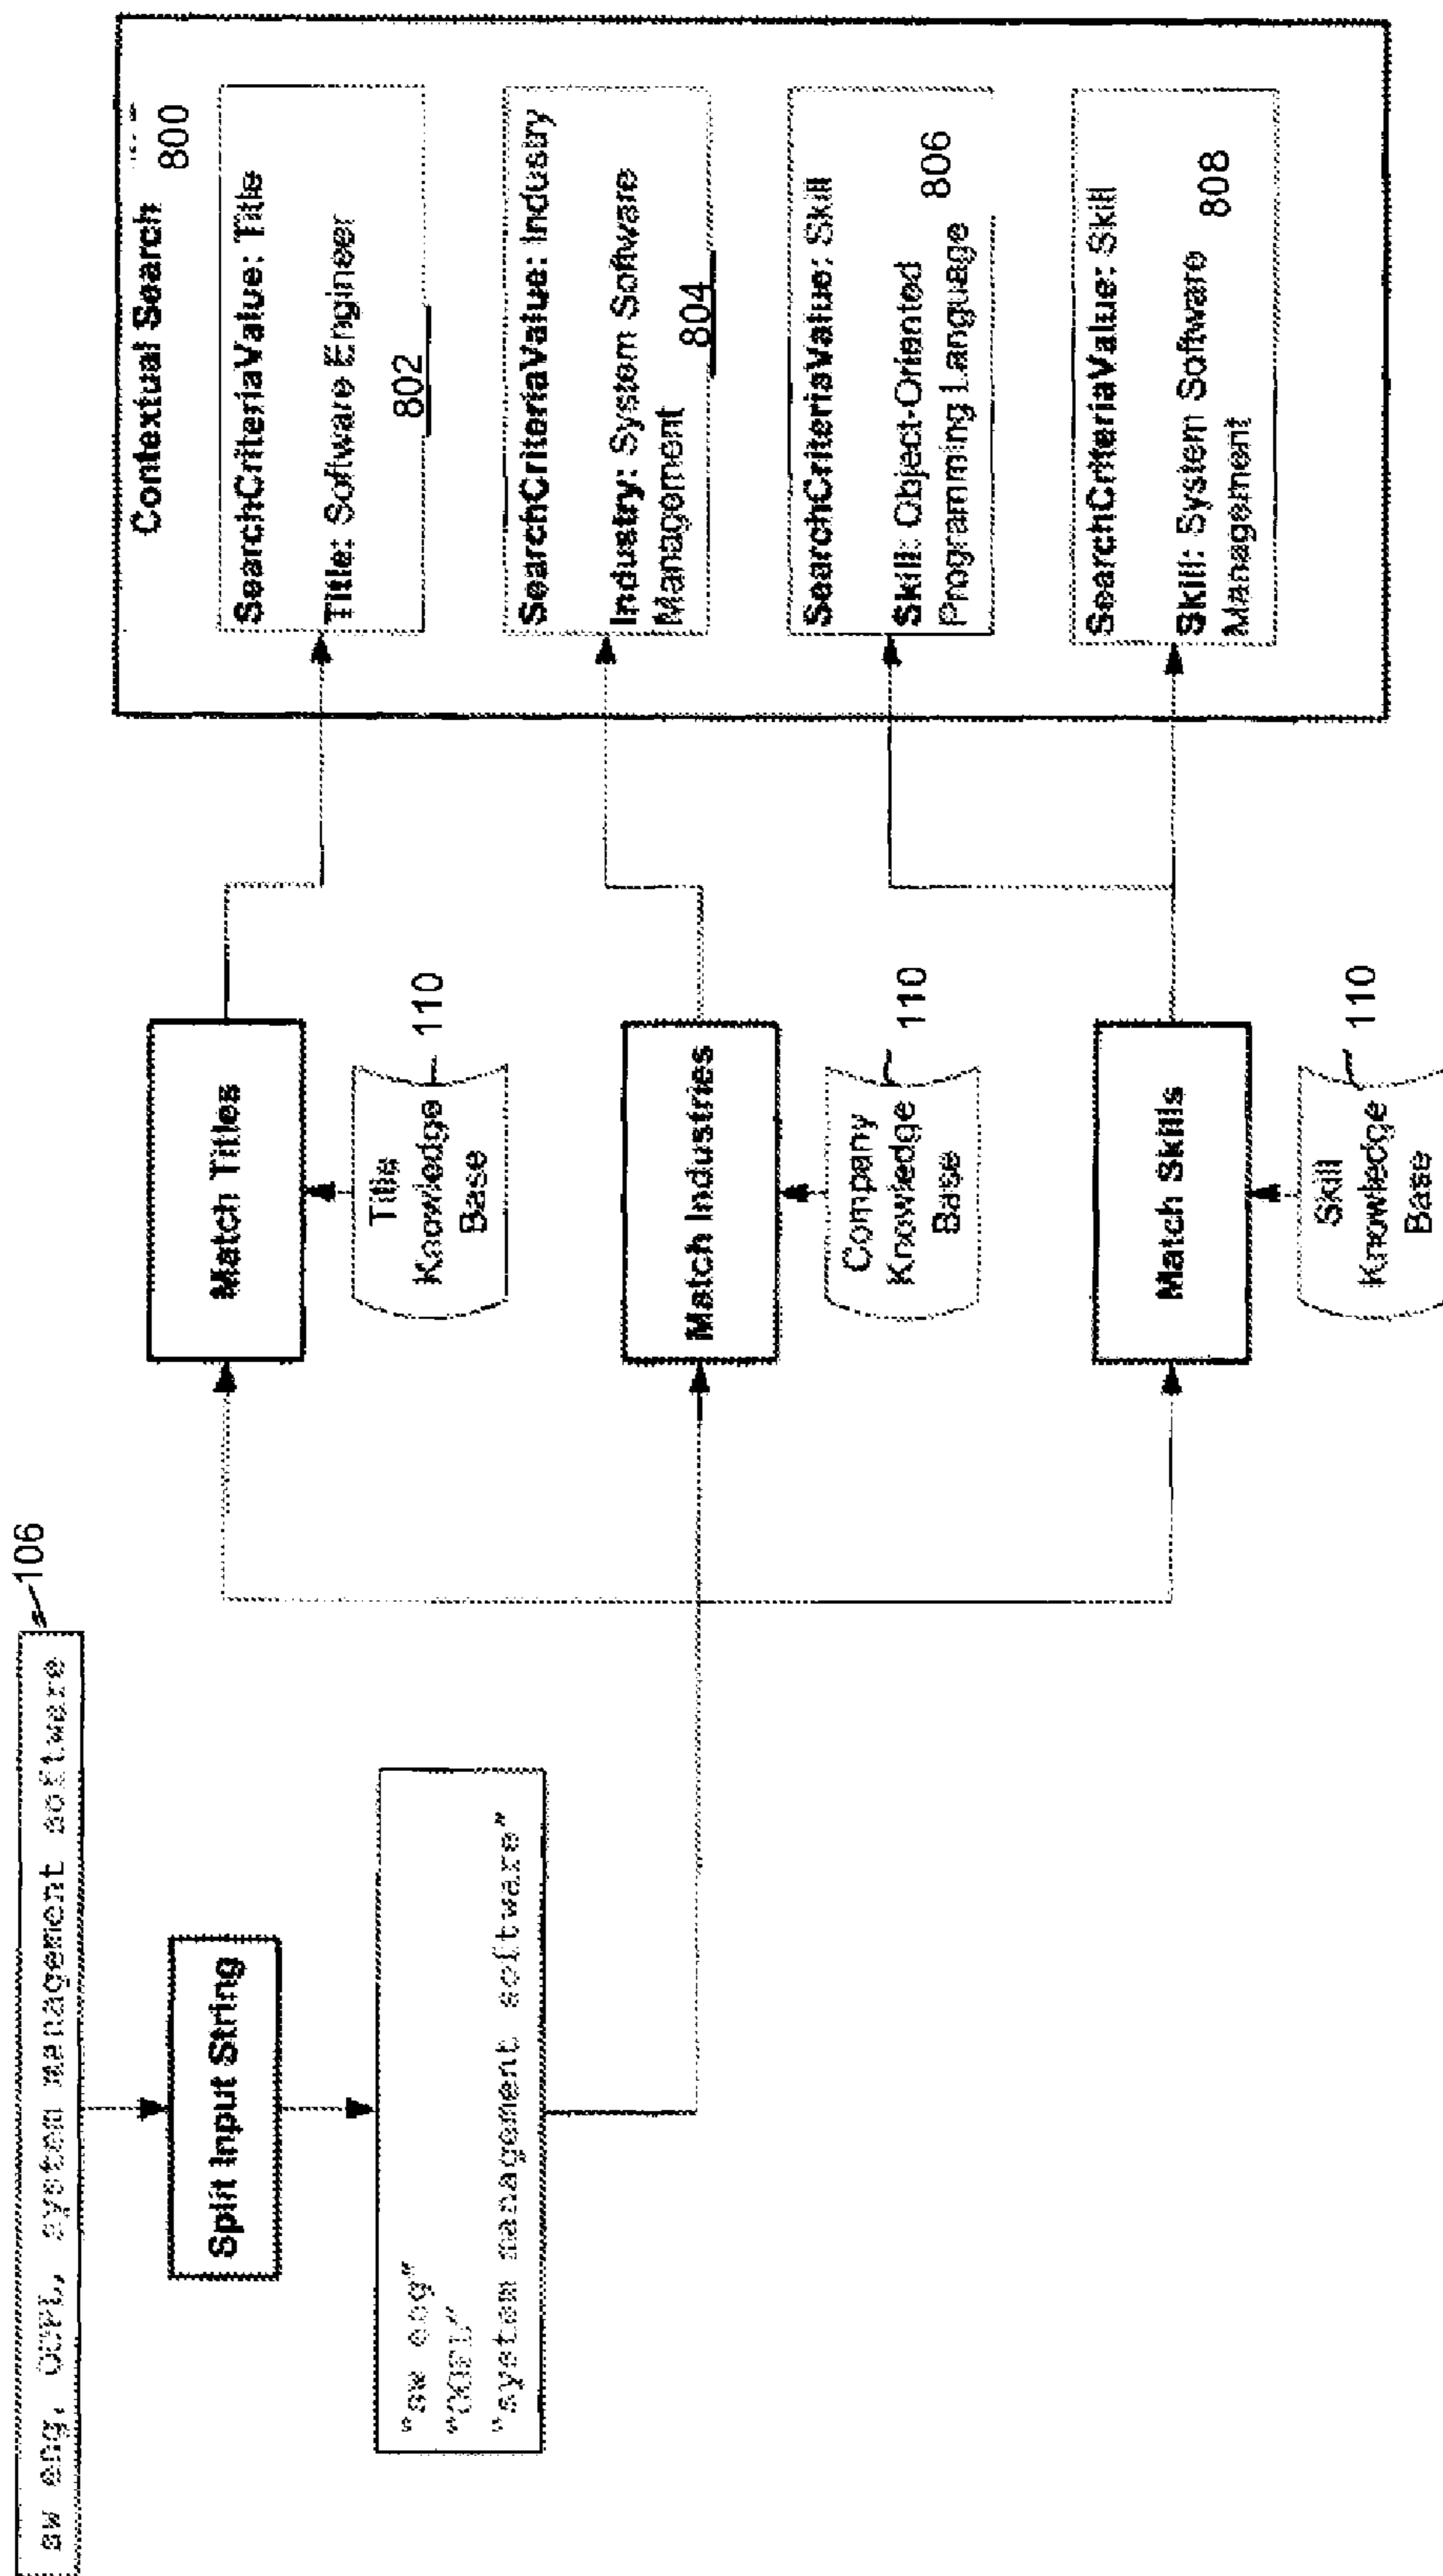 sw eng, OOPL, system management software
106
Split Input String
"sw eng"
"OOPL"
"system management software"
Match Titles
Title
Knowledge
Base
110
Match Industries
Company
Knowledge
Base
110
Match Skills
Skill
Knowledge
Base
110
Contextual Search
800
SearchCriteriaValue: Title
Title: Software Engineer
802
SearchCriteriaValue: Industry
Industry: System Software
Management
804
SearchCriteriaValue: Skill
Skill: Object-Oriented
Programming Language
806
SearchCriteriaValue: Skill
Skill: System Software
Management
808